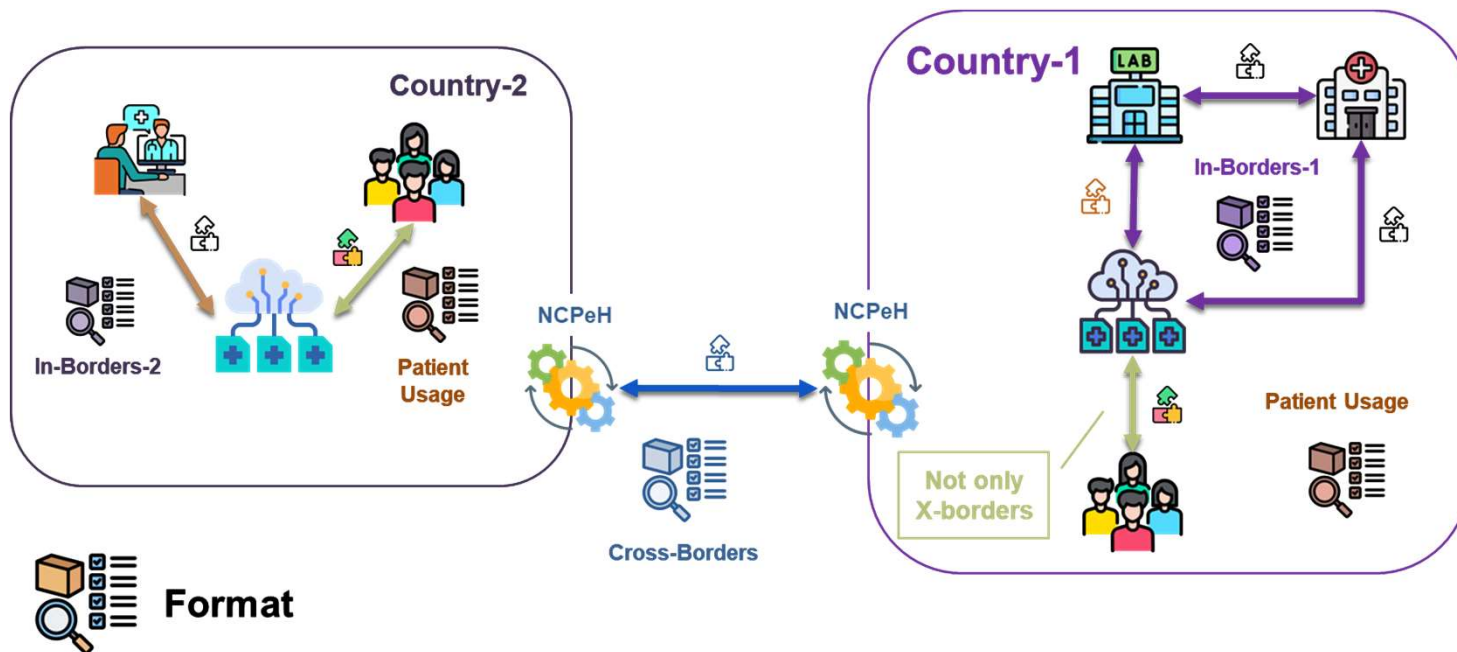 Country-2
In-Borders-2
Patient
Usage
NCPeH
Cross-Borders
NCPeH
Country-1
LAB
In-Borders-1
Patient Usage
Not only
X-borders
Format